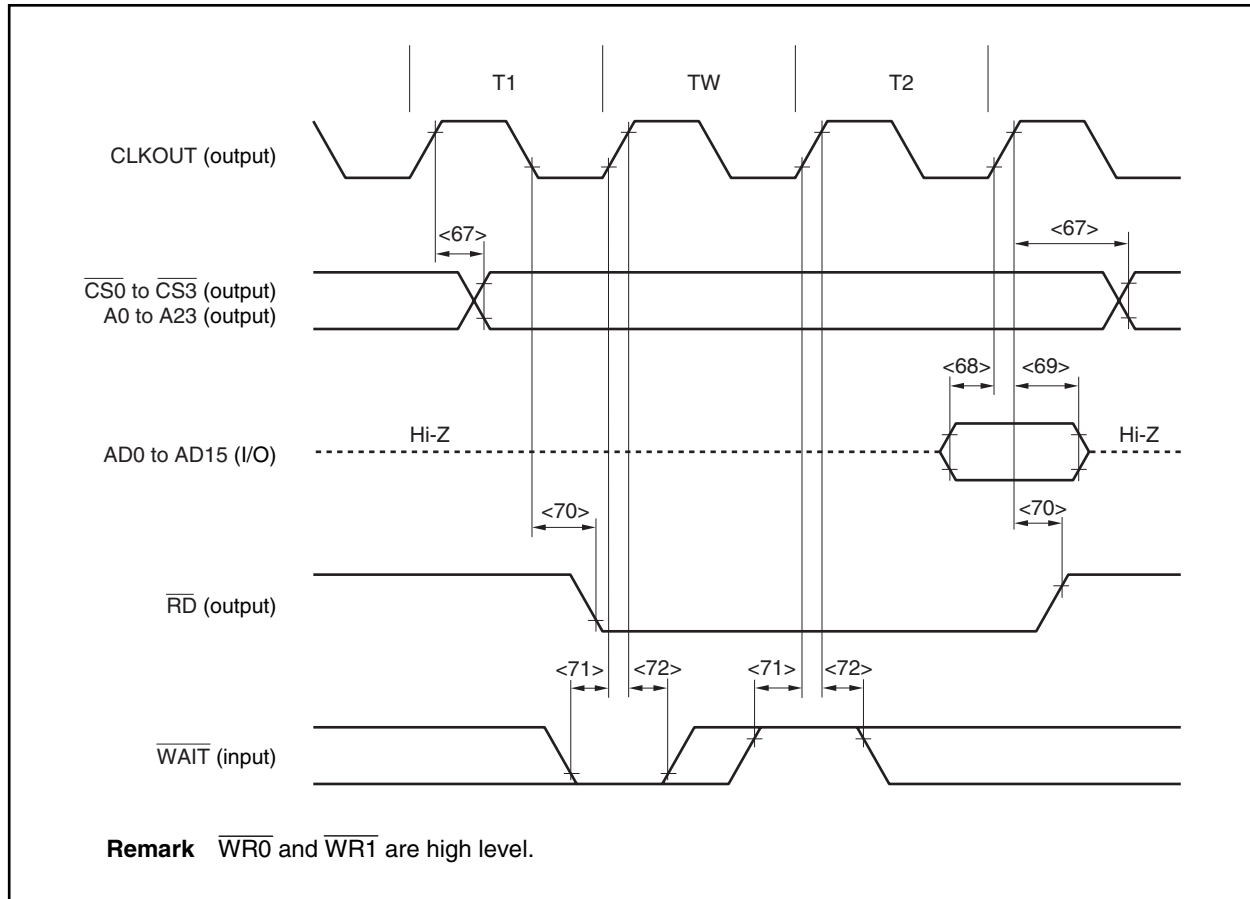 T1 TW T2
CLKOUT (output)
<67> <67>
CS0 to CS3 (output)
A0 to A23 (output)
<68> <69>
Hi-Z Hi-Z
AD0 to AD15 (I/O)
<70> <70>
RD (output)
<71> <72> <71> <72>
WAIT (input)
Remark WR0 and WR1 are high level.